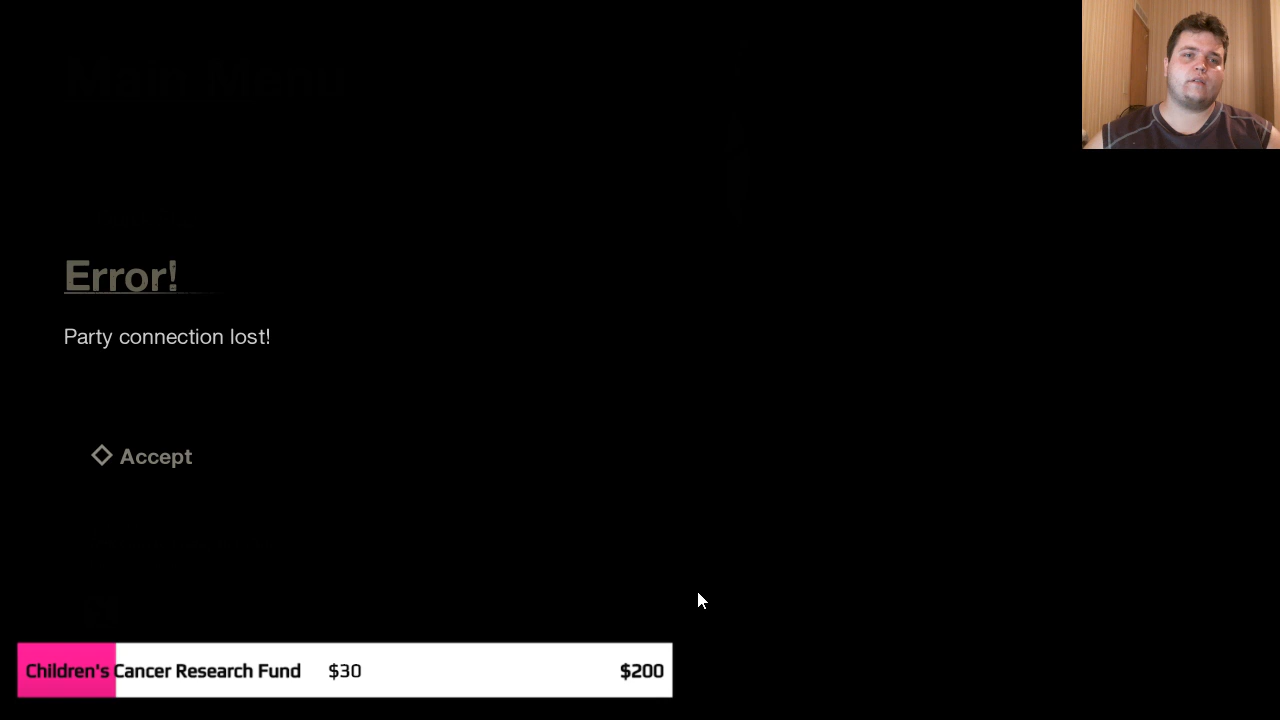 Error!
Party connection lost!
Accept
Children's Cancer Research Fund $30 $200